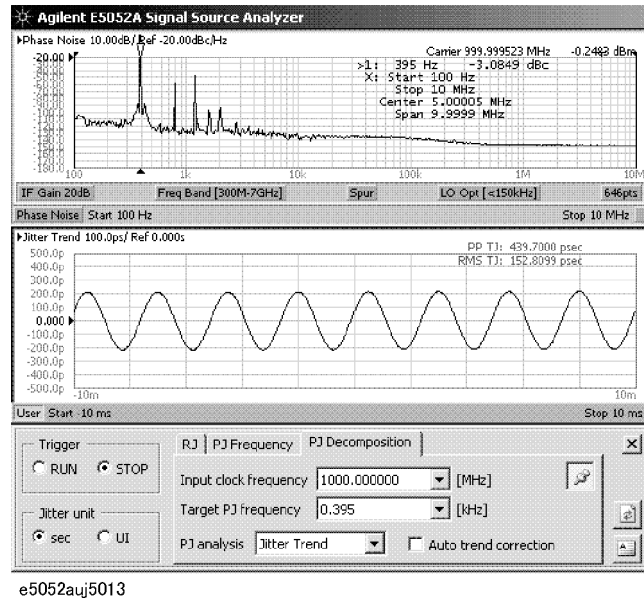 Agilent E5052A Signal Source Analyzer
Phase Noise 10.00dB/ Ref -20.00dBc/Hz
Carrier 999.999523 MHz -0.2483 dBm
-20.00
>1: 395 Hz -3.0849 dBc
X: Start 100 Hz
Stop 10 MHz
Center 5.00005 MHz
Span 9.9999 MHz
-180.0
100 1k 10k 100k 1M 10M
IF Gain 20dB Freq Band [300M-7GHz] Spur LO Opt [<150kHz] 646pts
Phase Noise Start 100 Hz Stop 10 MHz
Jitter Trend 100.0ps/ Ref 0.000s
PP TJ: 439.7000 psec
RMS TJ: 152.8099 psec
500.0p
400.0p
300.0p
200.0p
100.0p
0.000
-100.0p
-200.0p
-300.0p
-400.0p
-500.0p
-10m 10m
User Start -10 ms Stop 10 ms
Trigger
RUN STOP
Jitter unit
sec UI
RJ PJ Frequency PJ Decomposition
Input clock frequency 1000.000000 [MHz]
Target PJ frequency 0.395 [kHz]
PJ analysis Jitter Trend Auto trend correction
e5052auj5013